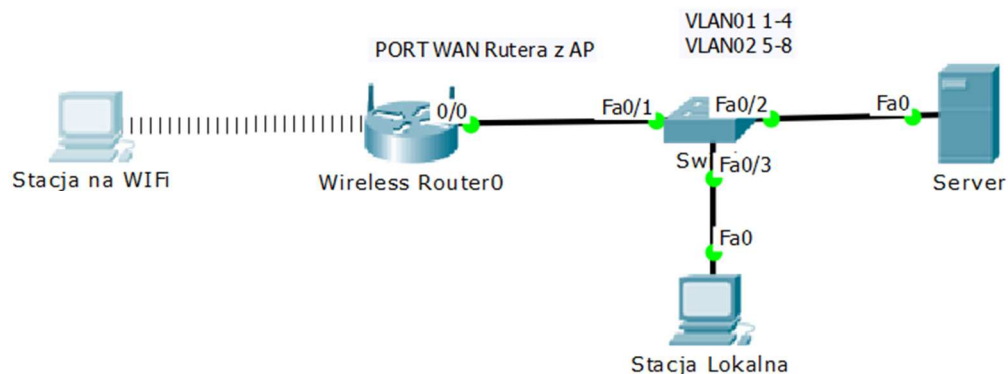 VLAN01 1-4
VLAN02 5-8
PORT WAN Rutera z AP
0/0
Fa0/1
Fa0/2
Fa0
Stacja na WIFi
Wireless Router0
Sw
Fa0/3
Server
Fa0
Stacja Lokalna